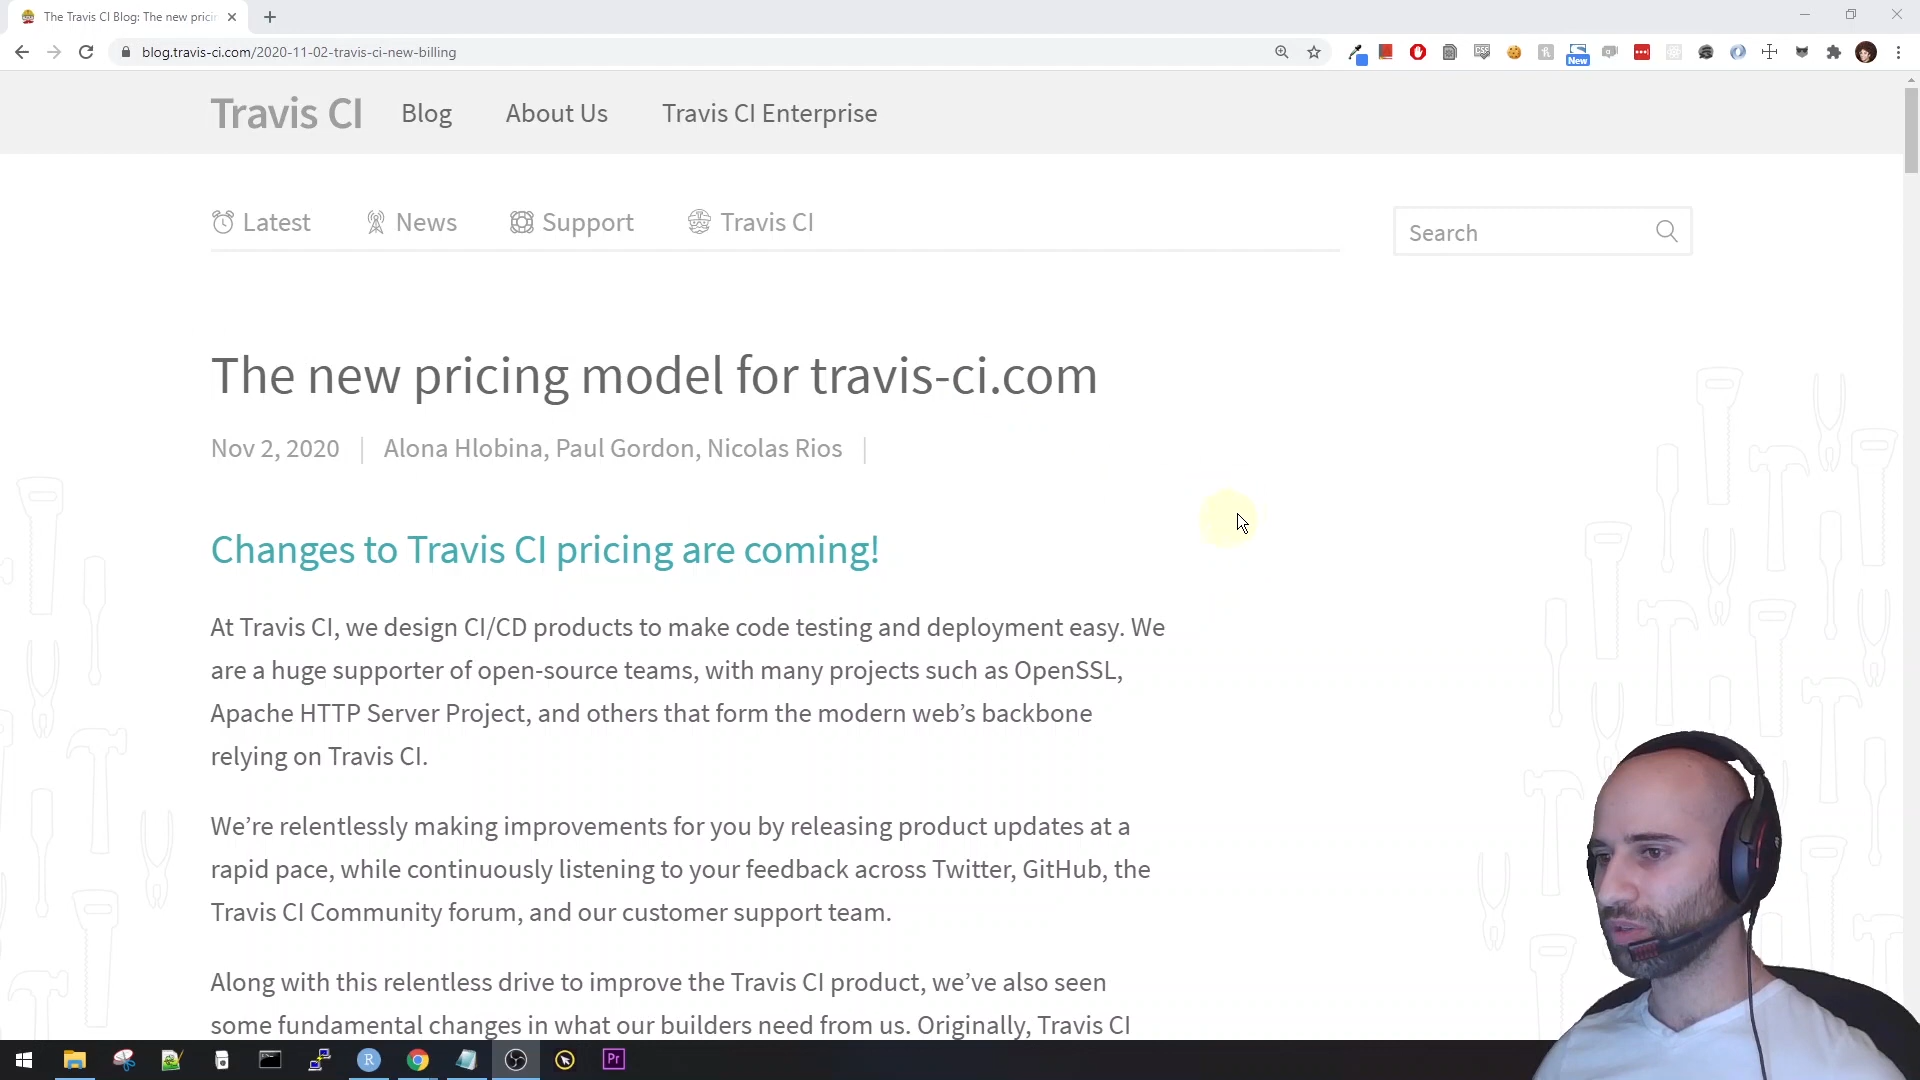 The Travis CI Blog: The new pricin
blog.travis-ci.com/2020-11-02-travis-ci-new-billing
New
Travis CI Blog About Us Travis CI Enterprise
Latest News Support Travis CI
Search
The new pricing model for travis-ci.com
Nov 2, 2020 | Alona Hlobina, Paul Gordon, Nicolas Rios |
Changes to Travis CI pricing are coming!
At Travis CI, we design CI/CD products to make code testing and deployment easy. We
are a huge supporter of open-source teams, with many projects such as OpenSSL,
Apache HTTP Server Project, and others that form the modern web’s backbone
relying on Travis CI.
We’re relentlessly making improvements for you by releasing product updates at a
rapid pace, while continuously listening to your feedback across Twitter, GitHub, the
Travis CI Community forum, and our customer support team.
Along with this relentless drive to improve the Travis CI product, we’ve also seen
some fundamental changes in what our builders need from us. Originally, Travis CI
R
Pr